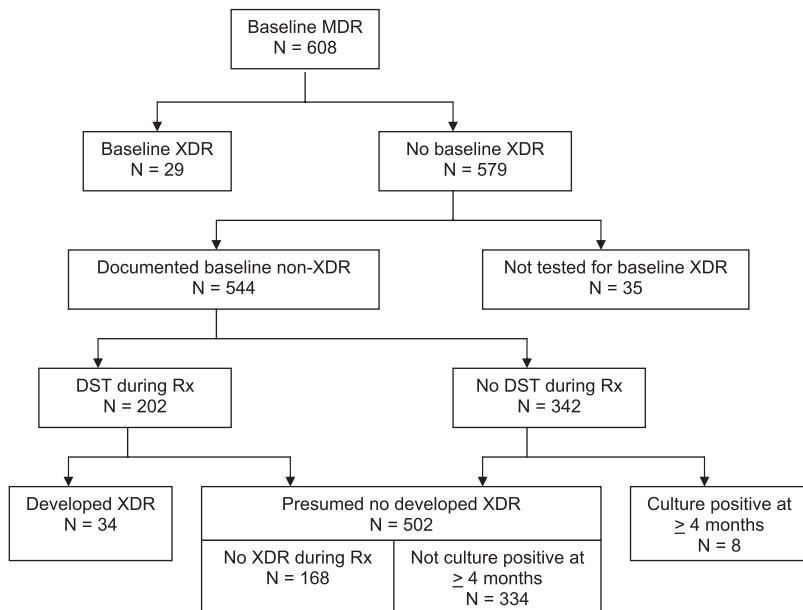 Baseline MDR
N = 608
Baseline XDR
N = 29
No baseline XDR
N = 579
Documented baseline non-XDR
N = 544
Not tested for baseline XDR
N = 35
DST during Rx
N = 202
No DST during Rx
N = 342
Developed XDR
N = 34
Presumed no developed XDR
N = 502
No XDR during Rx
N = 168
Not culture positive at
≥ 4 months
N = 334
Culture positive at
≥ 4 months
N = 8